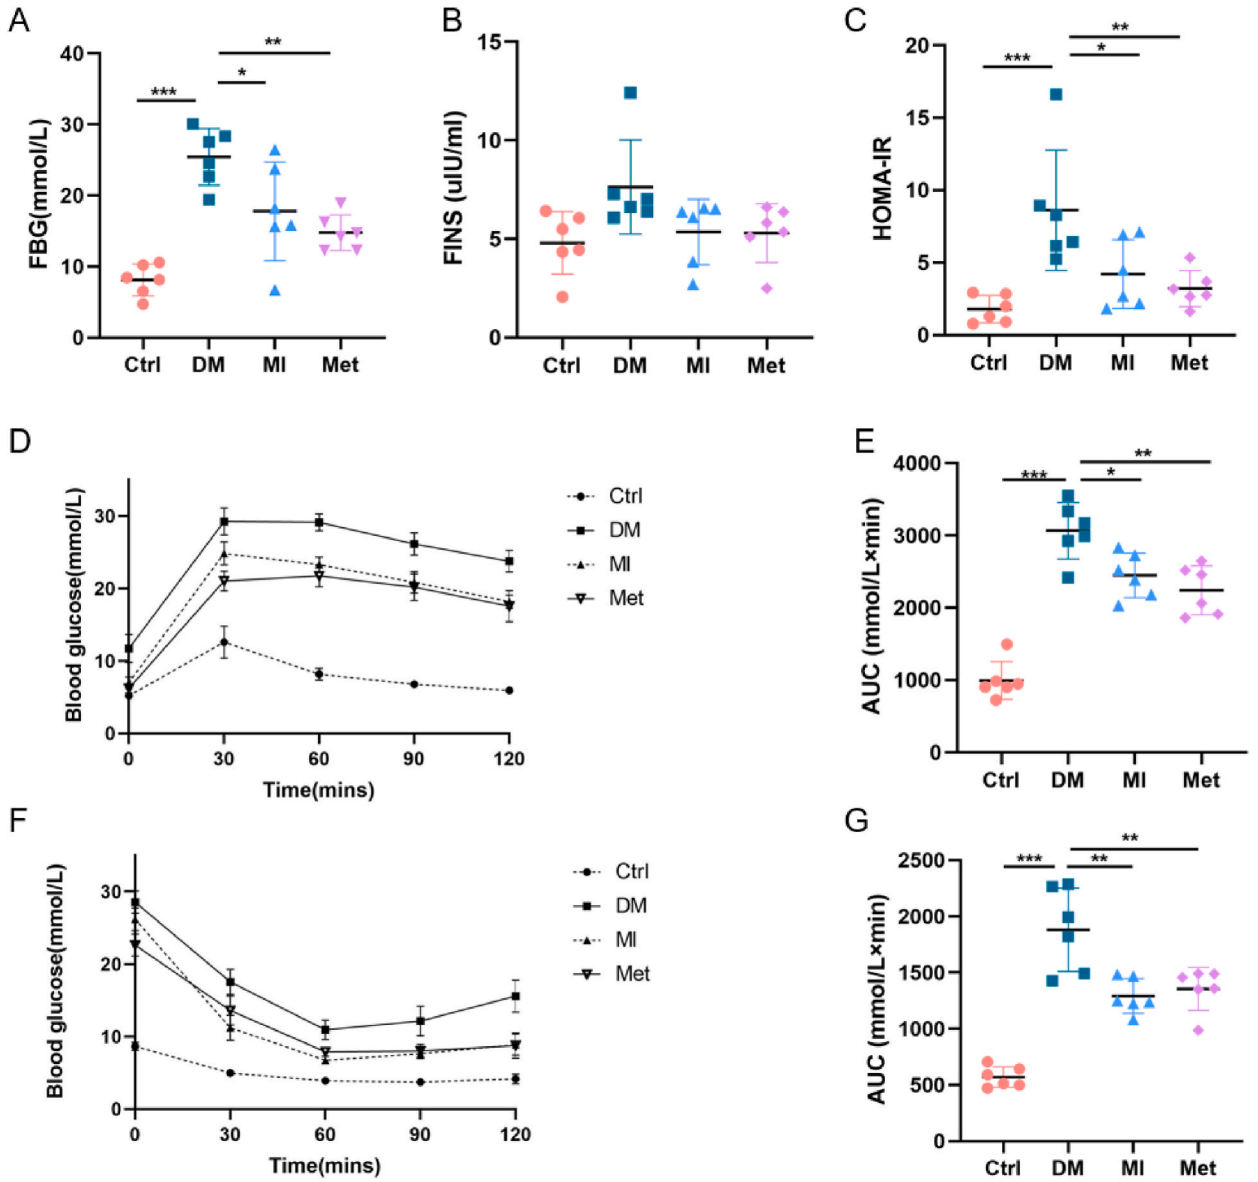 A
FBG(mmol/L)
40
30
20
10
0
***
*
**
Ctrl DM MI Met
B
FINS (uIU/ml)
15
10
5
0
Ctrl DM MI Met
C
HOMA-IR
20
15
10
5
0
***
*
**
Ctrl DM MI Met
D
Blood glucose(mmol/L)
30
20
10
0
0 30 60 90 120
Time(mins)
Ctrl
DM
MI
Met
E
AUC (mmol/L×min)
4000
3000
2000
1000
0
***
*
**
Ctrl DM MI Met
F
Blood glucose(mmol/L)
30
20
10
0
0 30 60 90 120
Time(mins)
Ctrl
DM
MI
Met
G
AUC (mmol/L×min)
2500
2000
1500
1000
500
0
***
**
**
Ctrl DM MI Met